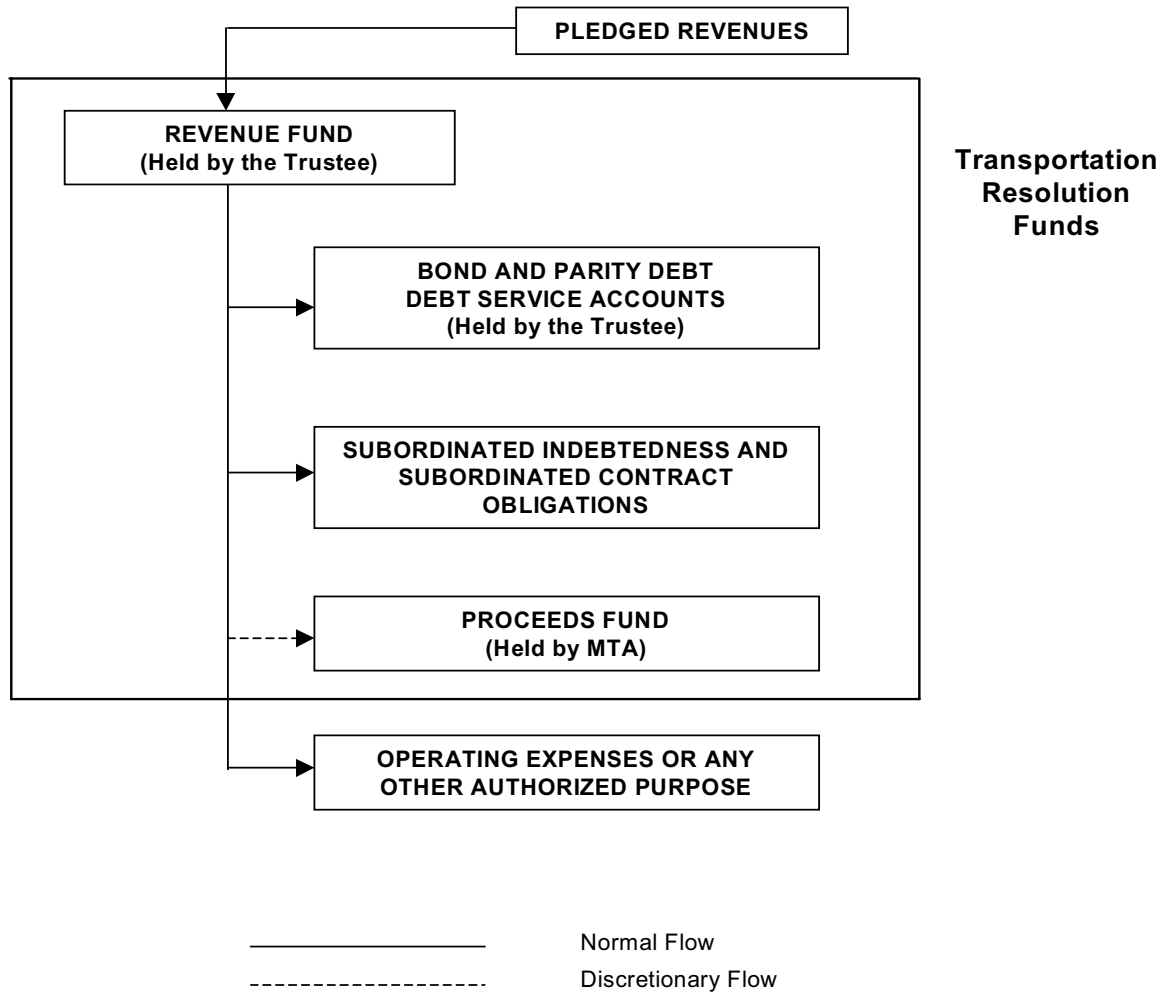 PLEDGED REVENUES
REVENUE FUND
(Held by the Trustee)
Transportation
Resolution
Funds
BOND AND PARITY DEBT
DEBT SERVICE ACCOUNTS
(Held by the Trustee)
SUBORDINATED INDEBTEDNESS AND
SUBORDINATED CONTRACT
OBLIGATIONS
PROCEEDS FUND
(Held by MTA)
OPERATING EXPENSES OR ANY
OTHER AUTHORIZED PURPOSE
Normal Flow
Discretionary Flow